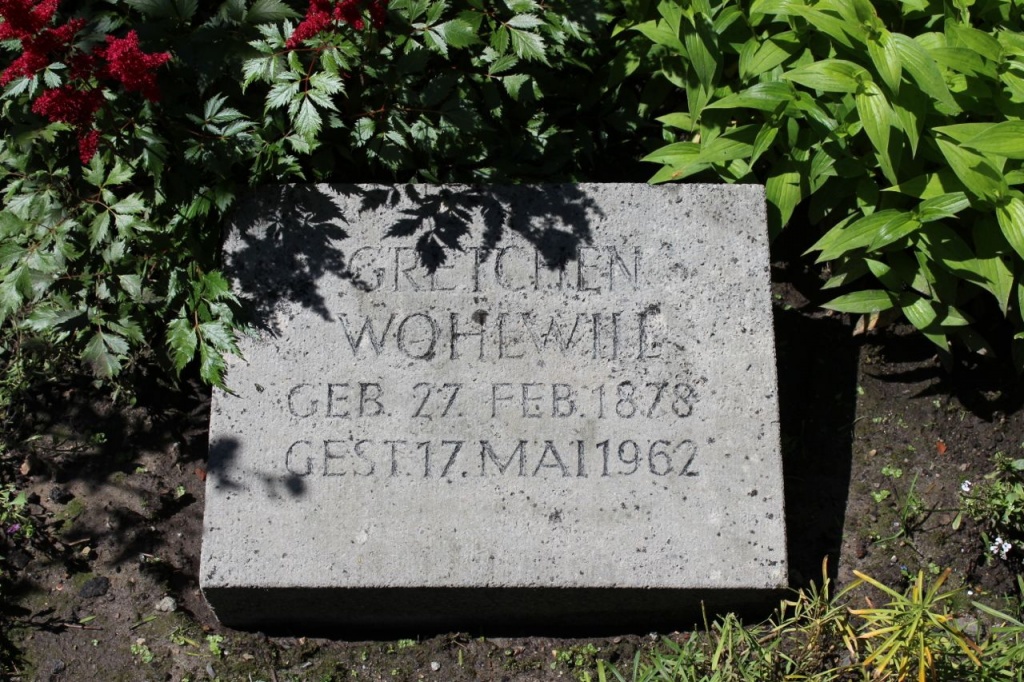 GRETCHEN
WOHLWILL
GEB. 27. FEB. 1878
GEST. 17. MAI 1962